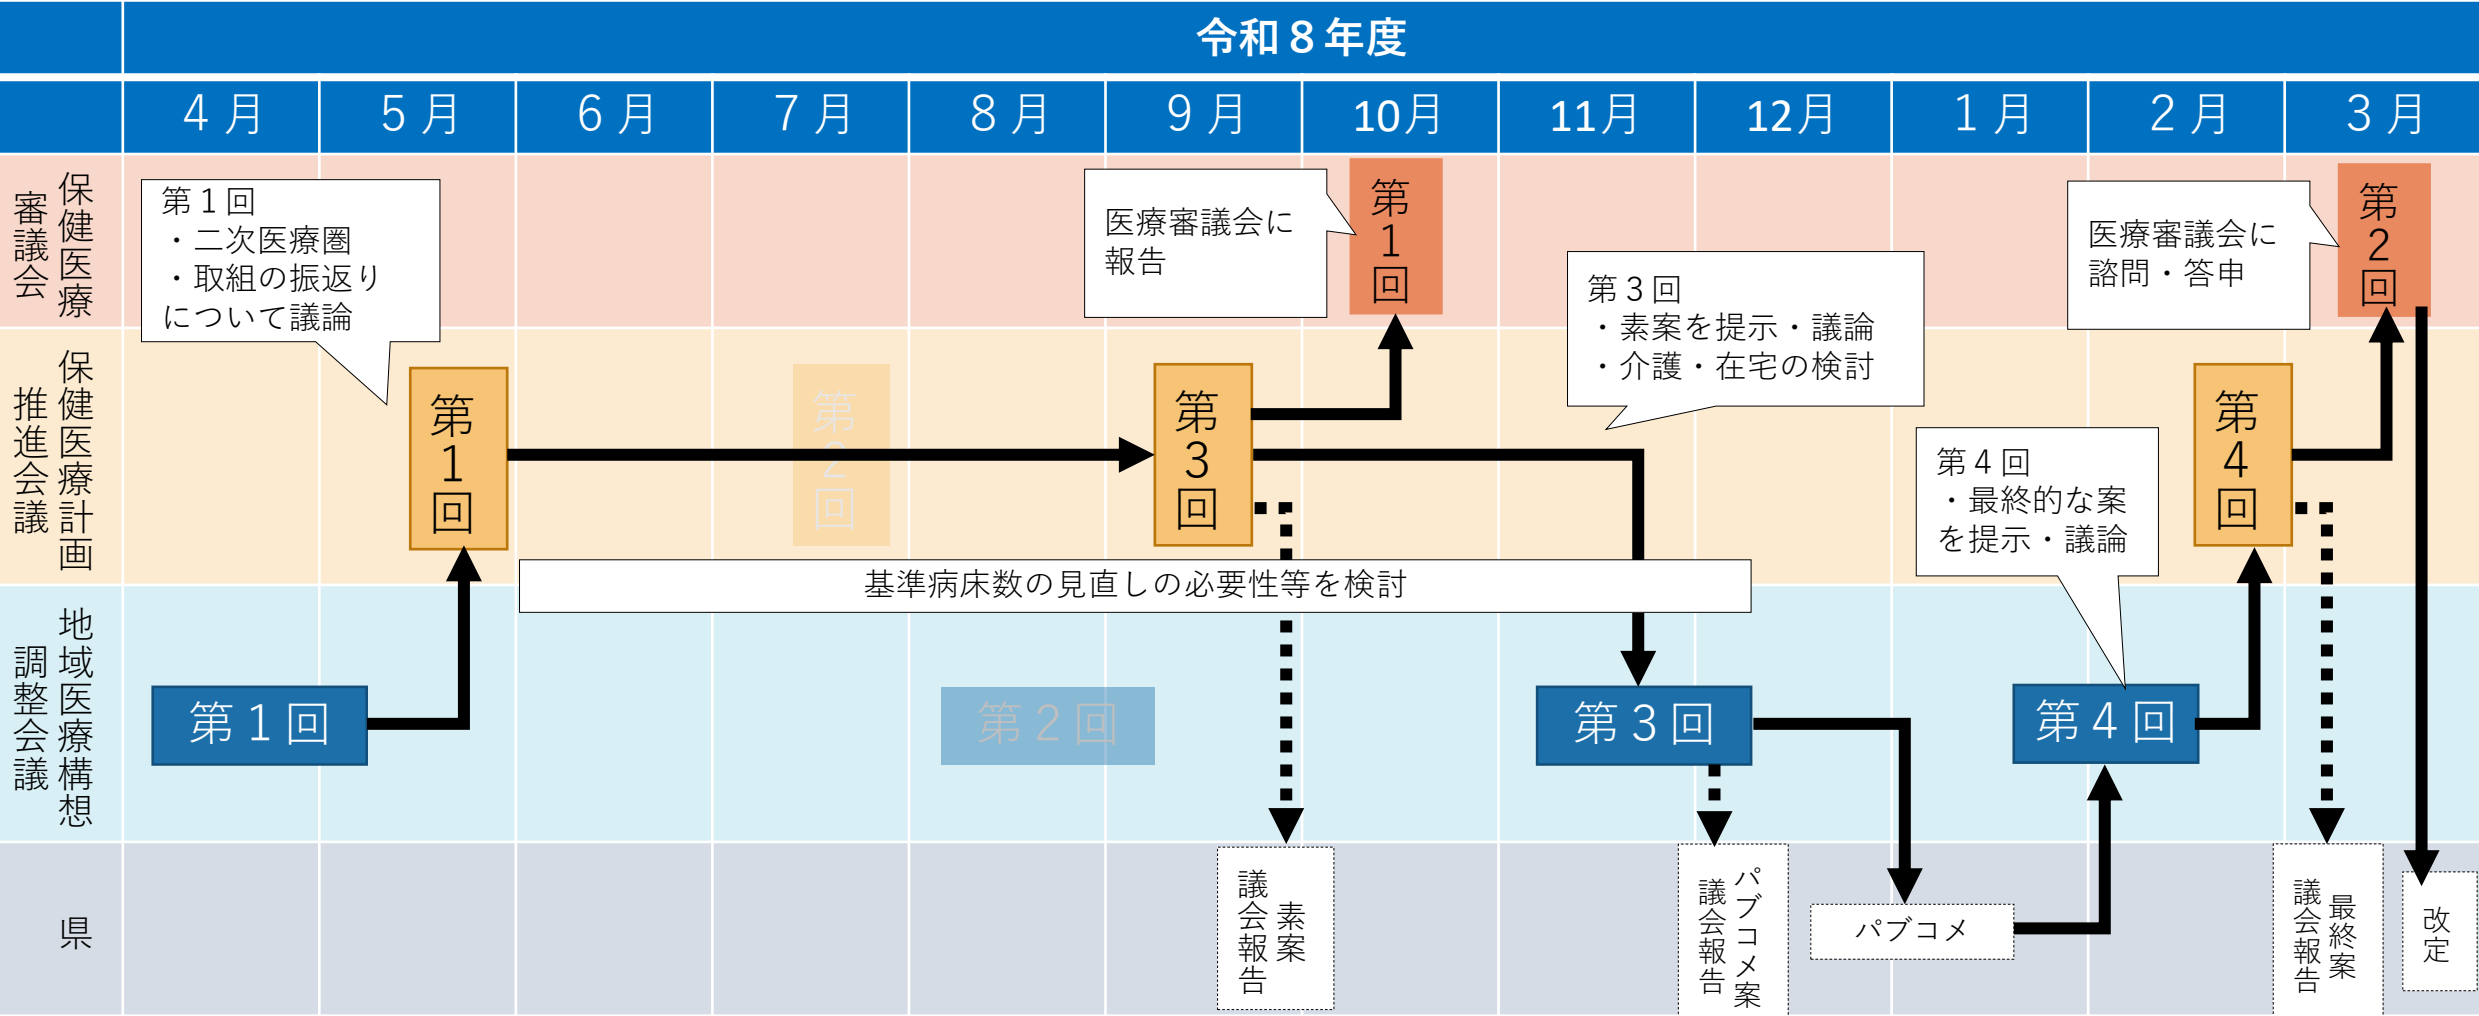 令和８年度
４月
５月
６月
７月
８月
９月
10月
11月
12月
１月
２月
３月
保健医療
審議会
第１回
・二次医療圏
・取組の振返り
について議論
医療審議会に
報告
第１回
第３回
・素案を提示・議論
・介護・在宅の検討
医療審議会に
諮問・答申
第２回
保健医療計画
推進会議
第１回
第２回
第３回
第４回
・最終的な案
を提示・議論
第４回
基準病床数の見直しの必要性等を検討
地域医療構想
調整会議
第１回
第２回
第３回
第４回
県
素案
議会報告
パブコメ案
議会報告
パブコメ
最終案
議会報告
改定